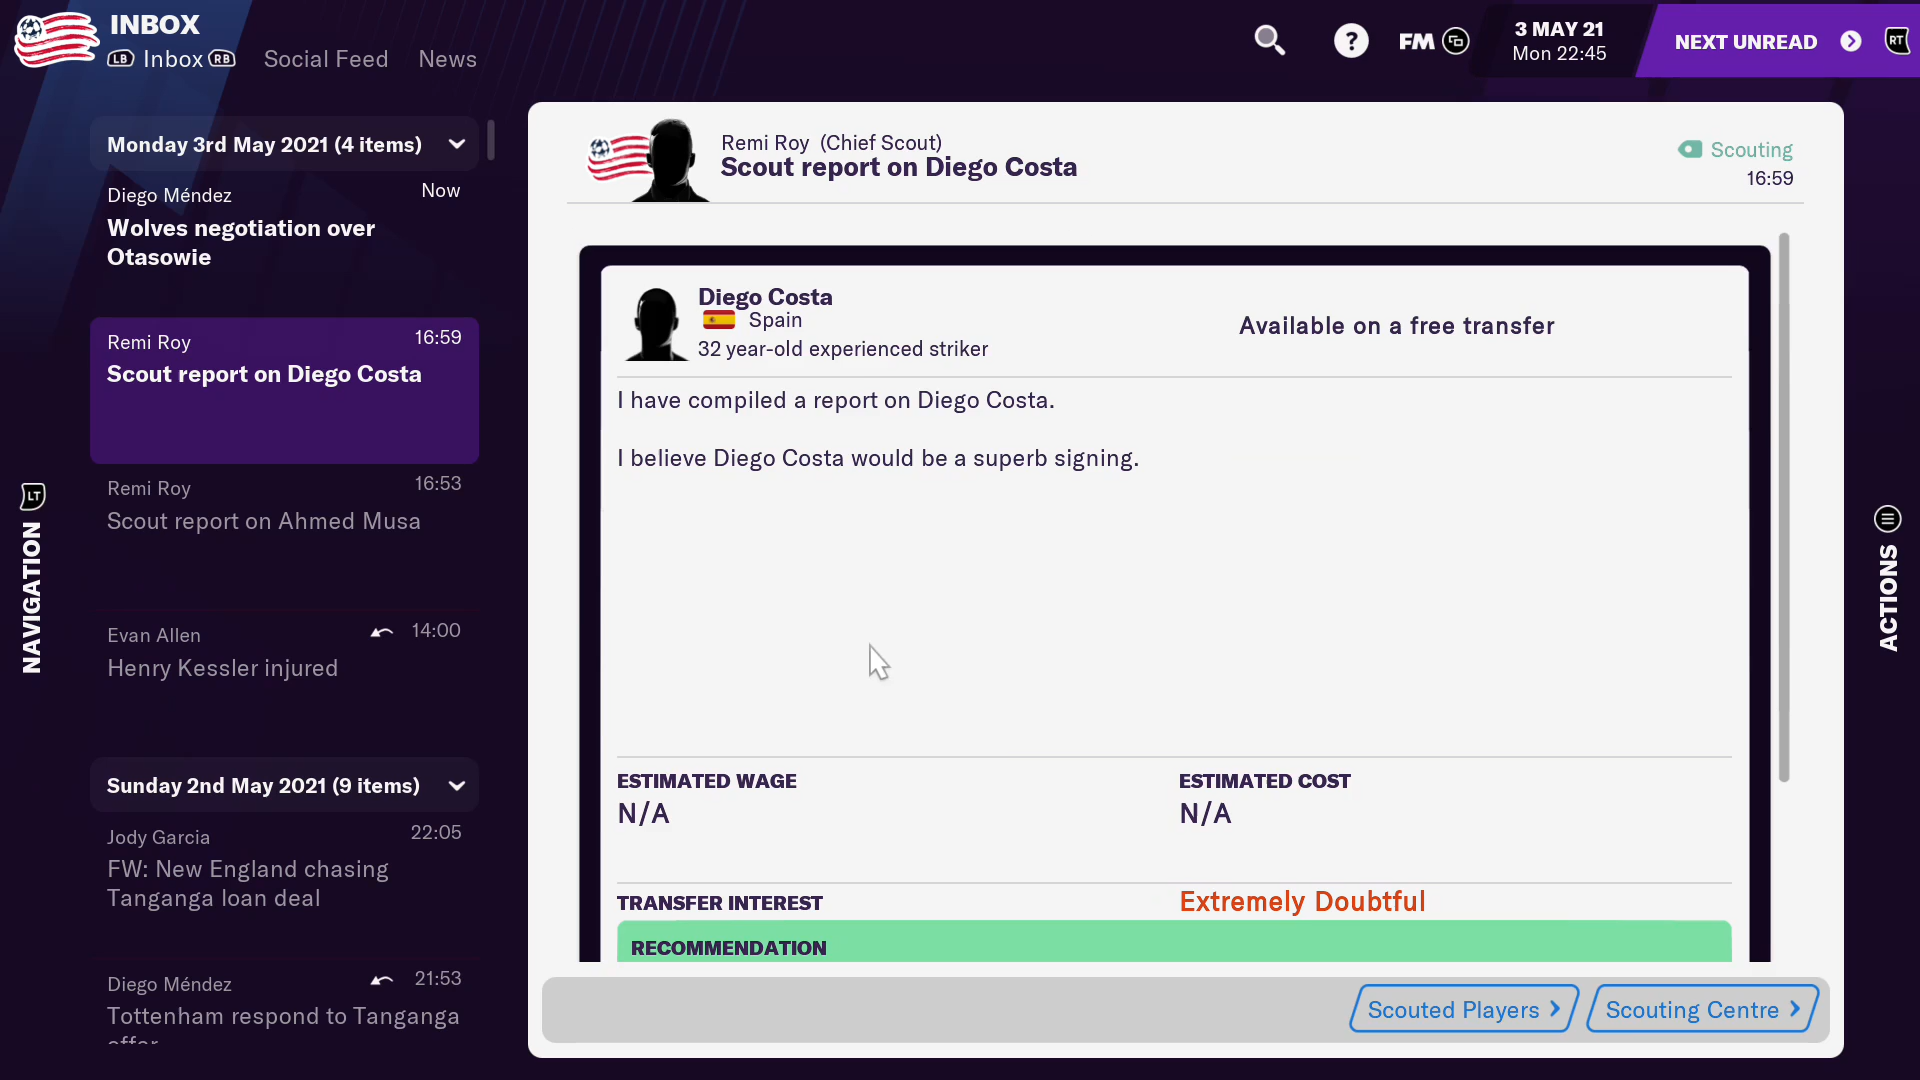 INBOX
LB Inbox RB Social Feed News
FM
3 MAY 21
Mon 22:45
NEXT UNREAD RT
Monday 3rd May 2021 (4 items)
Diego Méndez Now
Wolves negotiation over
Otasowie
Remi Roy 16:59
Scout report on Diego Costa
Remi Roy 16:53
Scout report on Ahmed Musa
Evan Allen 14:00
Henry Kessler injured
Sunday 2nd May 2021 (9 items)
Jody Garcia 22:05
FW: New England chasing
Tanganga loan deal
Diego Méndez 21:53
Tottenham respond to Tanganga
offer
LT
NAVIGATION
Remi Roy (Chief Scout)
Scout report on Diego Costa
Scouting
16:59
Diego Costa
Spain
32 year-old experienced striker
Available on a free transfer
I have compiled a report on Diego Costa.
I believe Diego Costa would be a superb signing.
ESTIMATED WAGE
N/A
ESTIMATED COST
N/A
TRANSFER INTEREST Extremely Doubtful
RECOMMENDATION
Scouted Players
Scouting Centre
ACTIONS